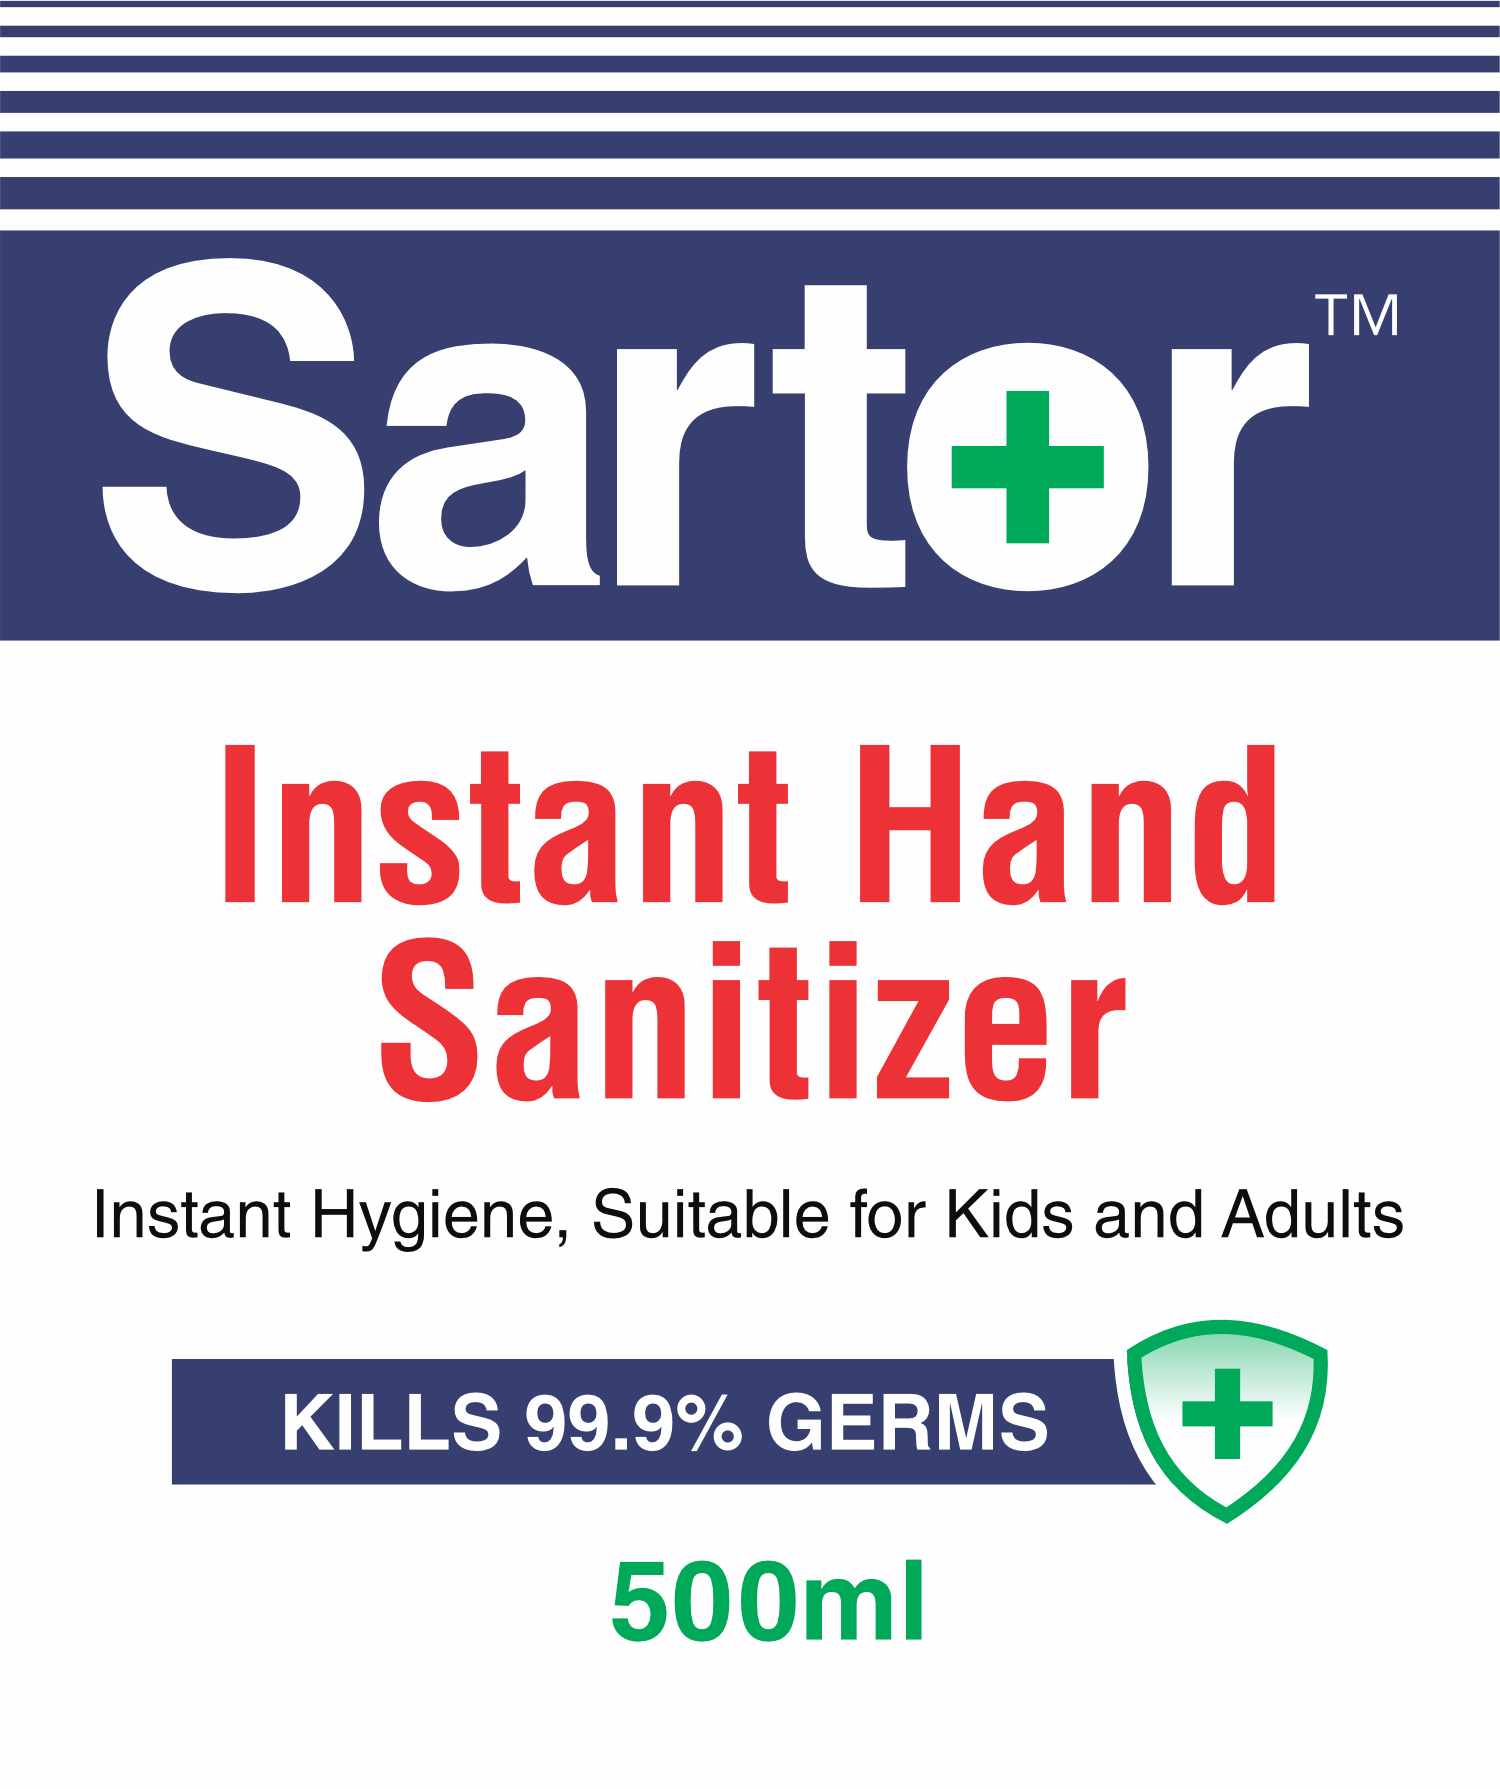 Sartor™
Instant Hand
Sanitizer
Instant Hygiene, Suitable for Kids and Adults
KILLS 99.9% GERMS
500ml